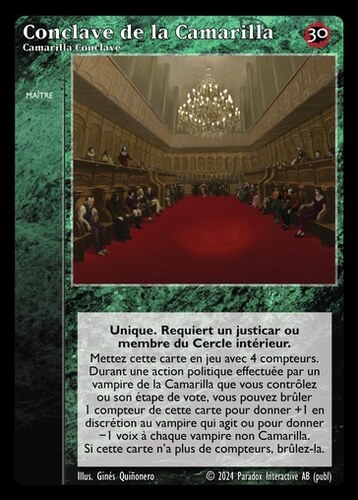 Conclave de la Camarilla
30
Camarilla Conclave
MAÎTRE
Unique. Requiert un justicar ou
membre du Cercle intérieur.
Mettez cette carte en jeu avec 4 compteurs.
Durant une action politique effectuée par un
vampire de la Camarilla que vous contrôlez
ou son étape de vote, vous pouvez brûler
1 compteur de cette carte pour donner +1 en
discrétion au vampire qui agit ou pour donner
−1 voix à chaque vampire non Camarilla.
Si cette carte n'a plus de compteurs, brûlez-la.
Illus. Ginés Quiñonero
© 2024 Paradox Interactive AB (publ)